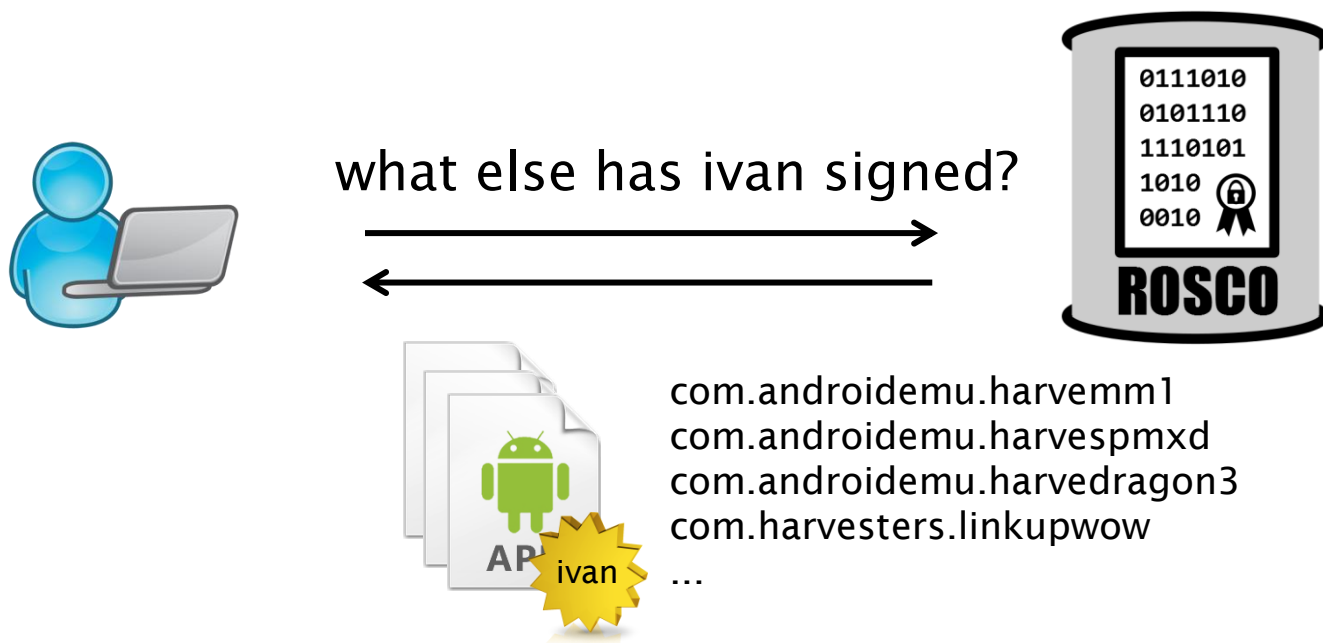 0111010
0101110
1110101
1010
0010
ROSCO
what else has ivan signed?
com.androidemu.harvemm1
com.androidemu.harvespmxd
com.androidemu.harvedragon3
com.harvesters.linkupwow
...
ivan